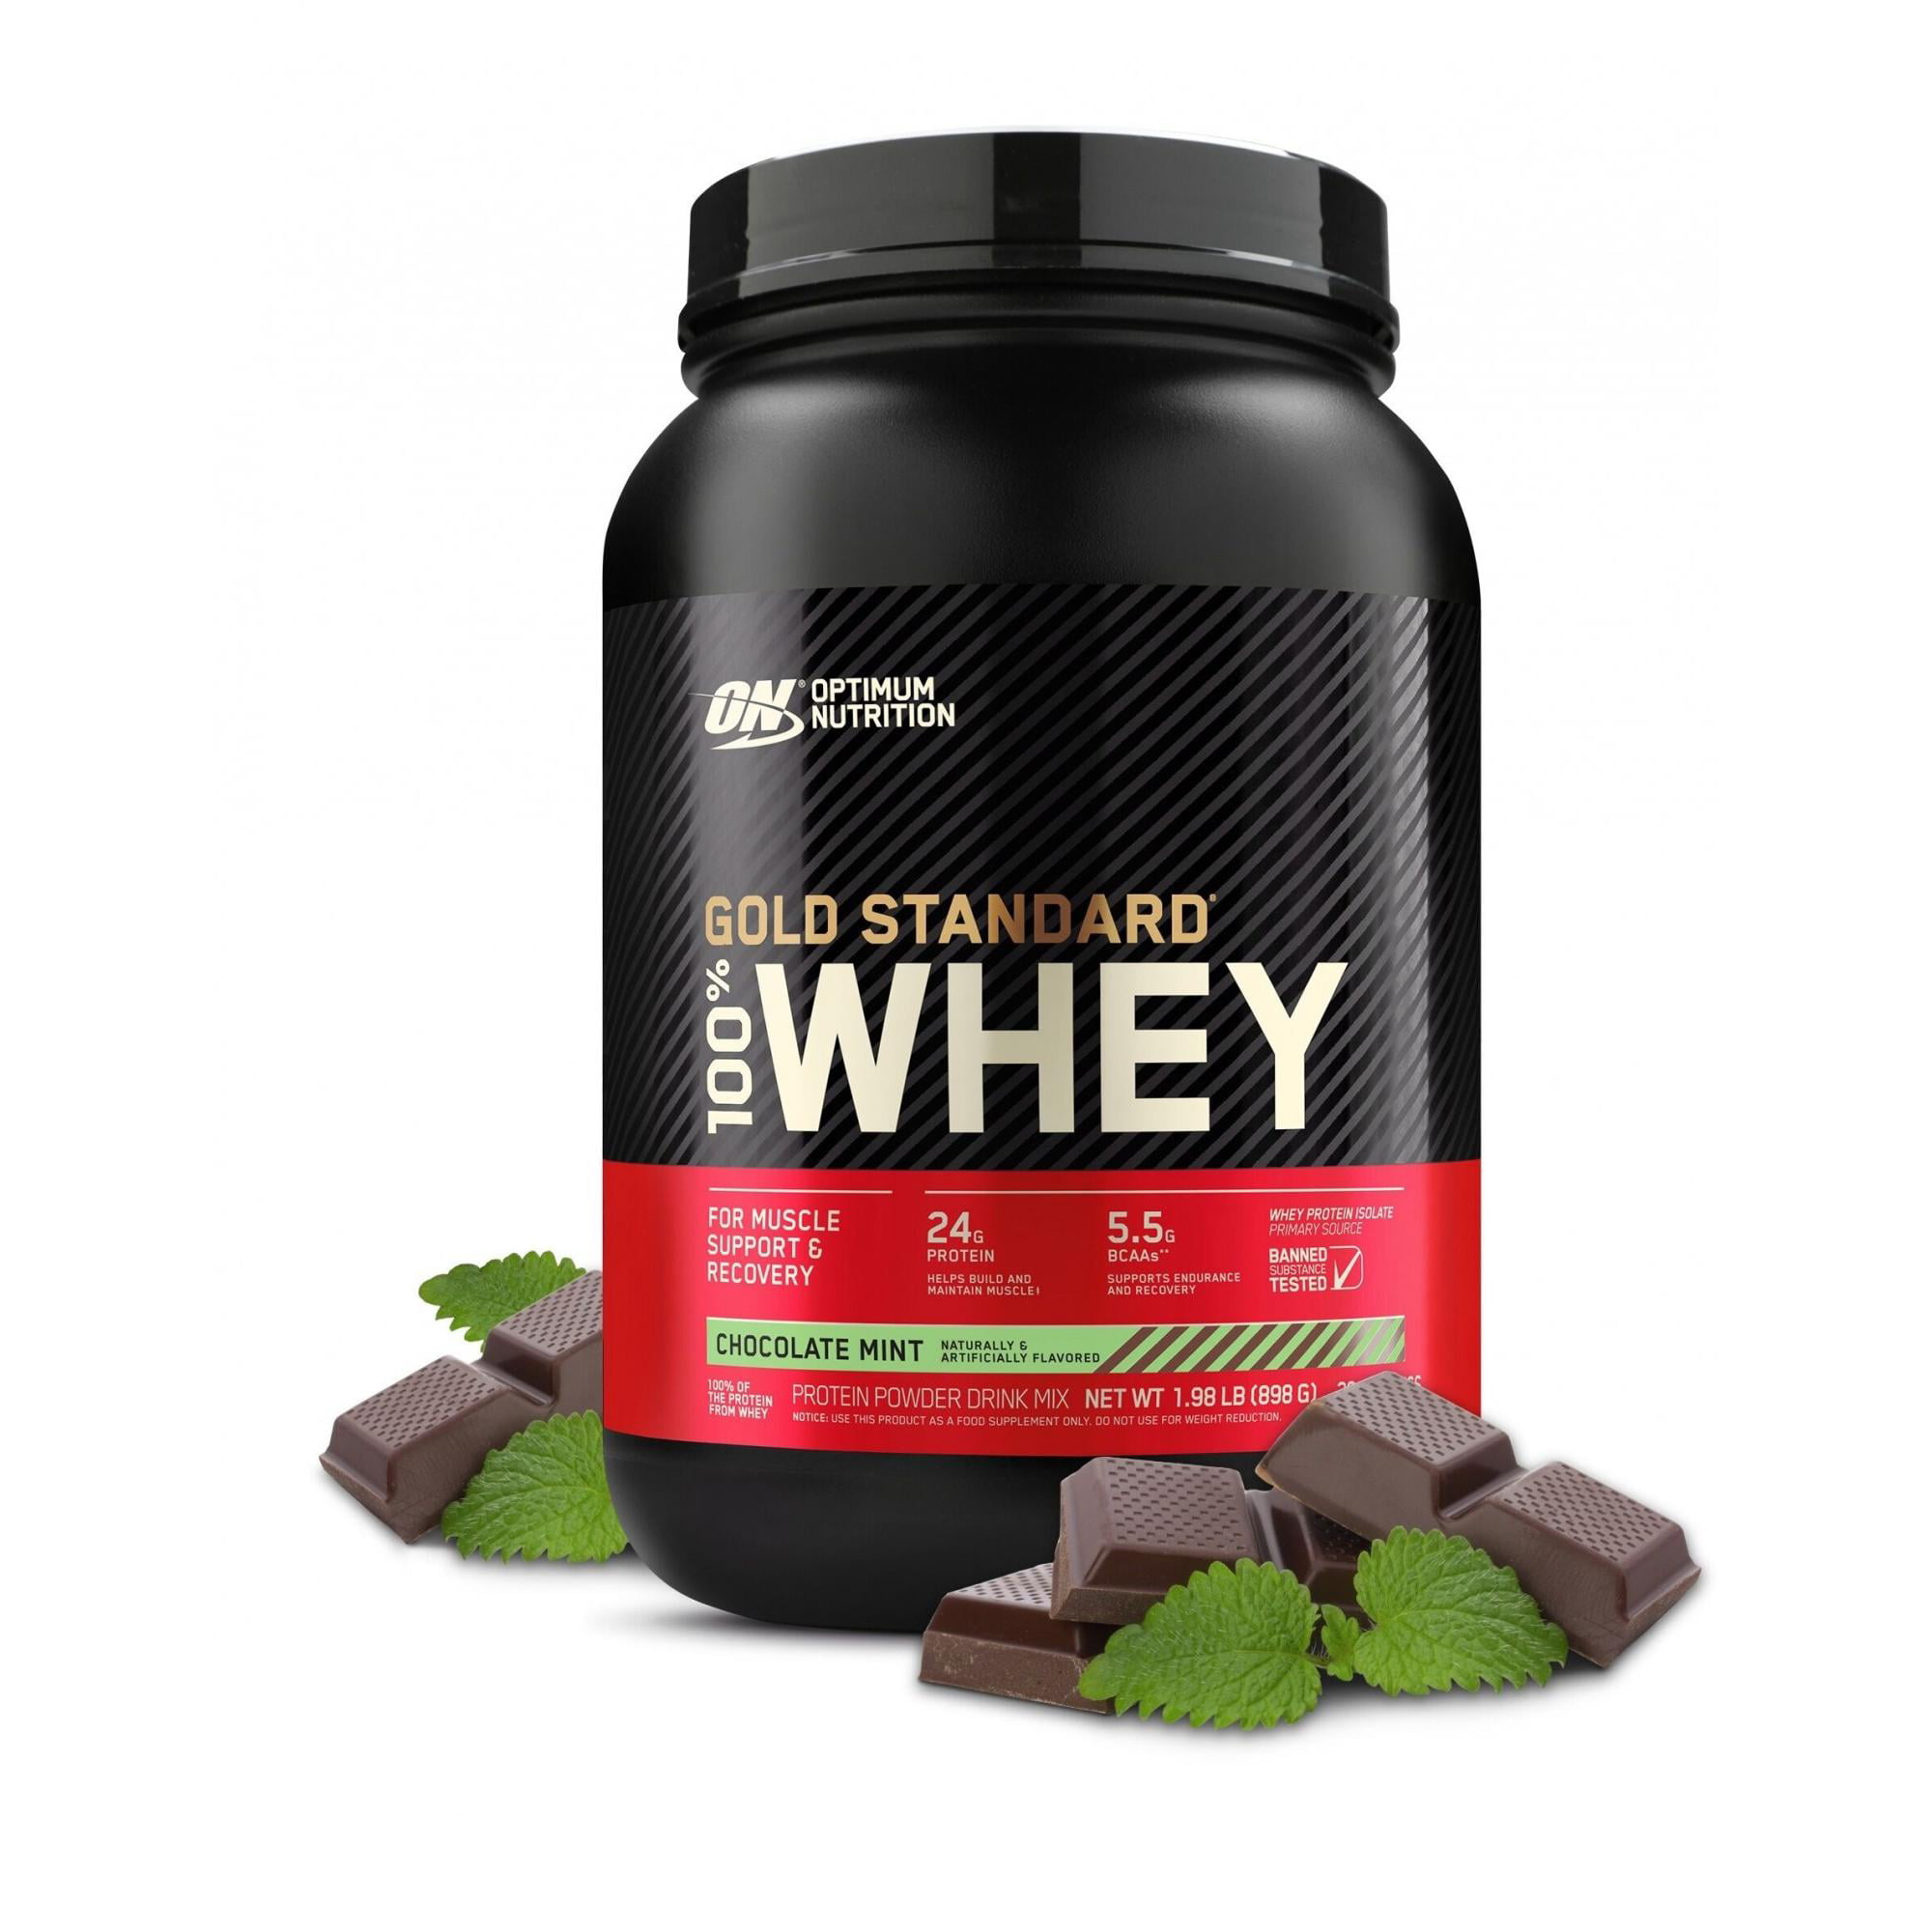 ON® OPTIMUM
NUTRITION
GOLD STANDARD®
100% WHEY
FOR MUSCLE
SUPPORT &
RECOVERY
24G
PROTEIN
HELPS BUILD AND
MAINTAIN MUSCLE‡
5.5G
BCAAs**
SUPPORTS ENDURANCE
AND RECOVERY
WHEY PROTEIN ISOLATE
PRIMARY SOURCE
BANNED
SUBSTANCE
TESTED
CHOCOLATE MINT
NATURALLY &
ARTIFICIALLY FLAVORED
100% OF
THE PROTEIN
FROM WHEY
PROTEIN POWDER DRINK MIX NET WT 1.98 LB (898 G)
NOTICE: USE THIS PRODUCT AS A FOOD SUPPLEMENT ONLY. DO NOT USE FOR WEIGHT REDUCTION.